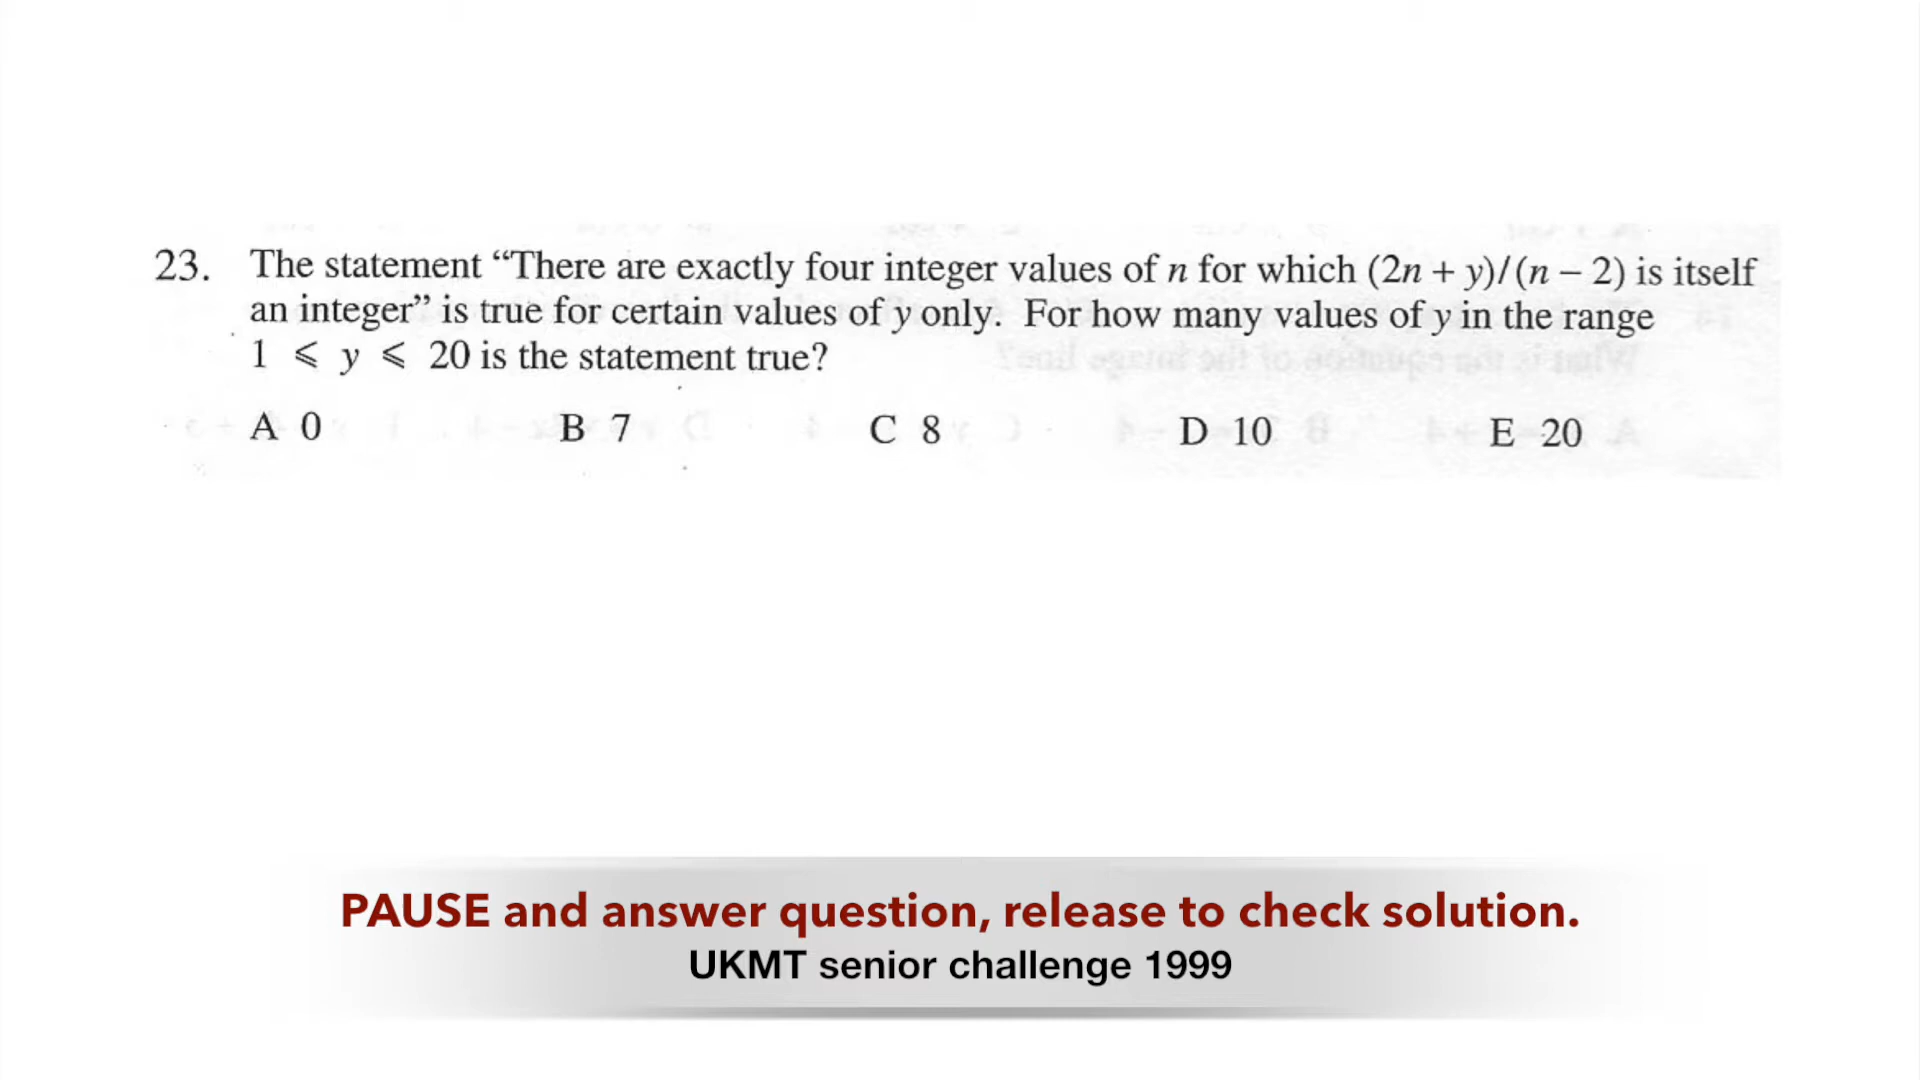 23. The statement “There are exactly four integer values of n for which (2n + y)/(n – 2) is itself
an integer” is true for certain values of y only. For how many values of y in the range
1 ⩽ y ⩽ 20 is the statement true?
A 0 B 7 C 8 D 10 E 20
PAUSE and answer question, release to check solution.
UKMT senior challenge 1999